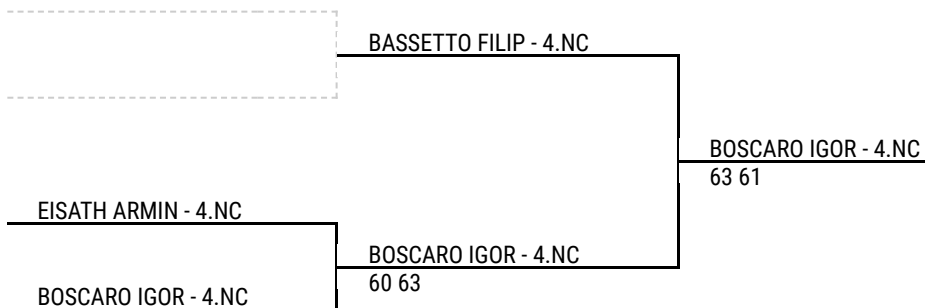 BASSETTO FILIP - 4.NC
BOSCARO IGOR - 4.NC
63 61
EISATH ARMIN - 4.NC
BOSCARO IGOR - 4.NC
60 63
BOSCARO IGOR - 4.NC